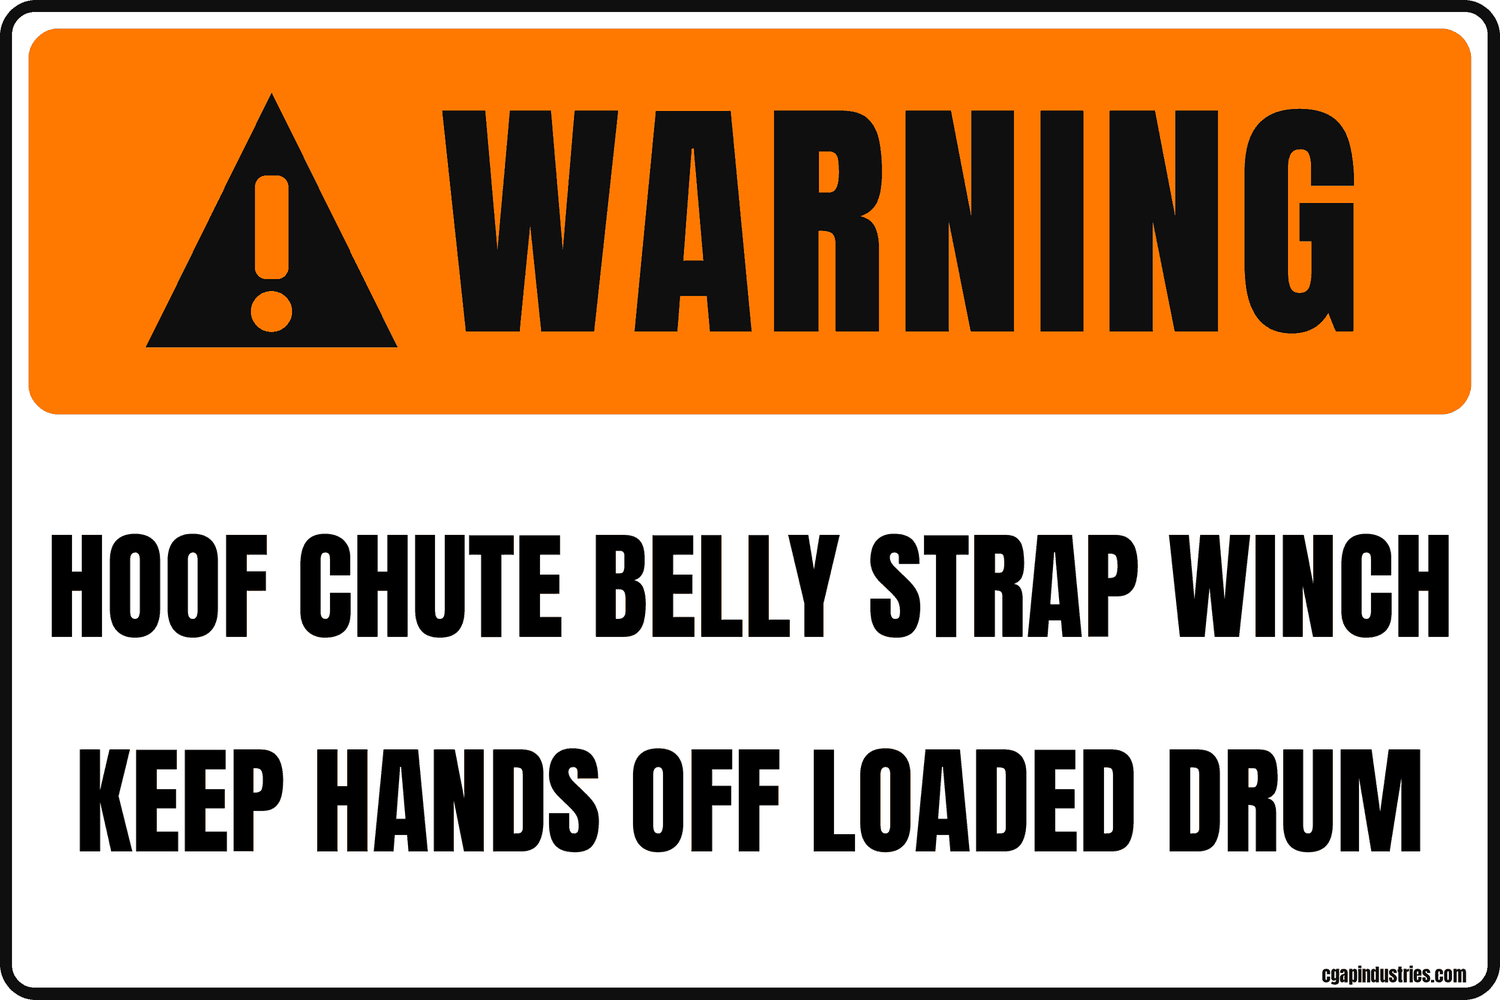 WARNING
HOOF CHUTE BELLY STRAP WINCH
KEEP HANDS OFF LOADED DRUM
cgapindustries.com